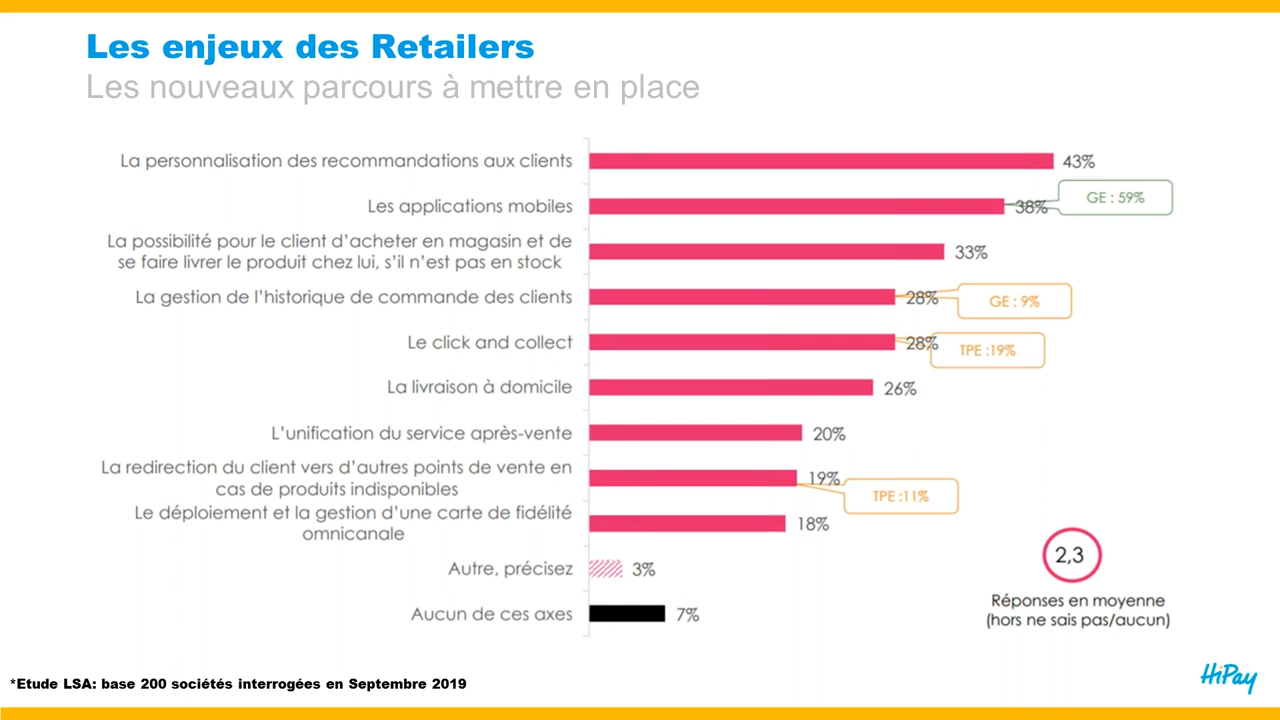 Les enjeux des Retailers
Les nouveaux parcours à mettre en place
La personnalisation des recommandations aux clients
43%
Les applications mobiles
38%
GE : 59%
La possibilité pour le client d'acheter en magasin et de
se faire livrer le produit chez lui, s'il n'est pas en stock
33%
La gestion de l'historique de commande des clients
28%
GE : 9%
Le click and collect
28%
TPE :19%
La livraison à domicile
26%
L'unification du service après-vente
20%
La redirection du client vers d'autres points de vente en
cas de produits indisponibles
19%
TPE :11%
Le déploiement et la gestion d'une carte de fidélité
omnicanale
18%
Autre, précisez
3%
Aucun de ces axes
7%
2,3
Réponses en moyenne
(hors ne sais pas/aucun)
*Etude LSA: base 200 sociétés interrogées en Septembre 2019
HiPay